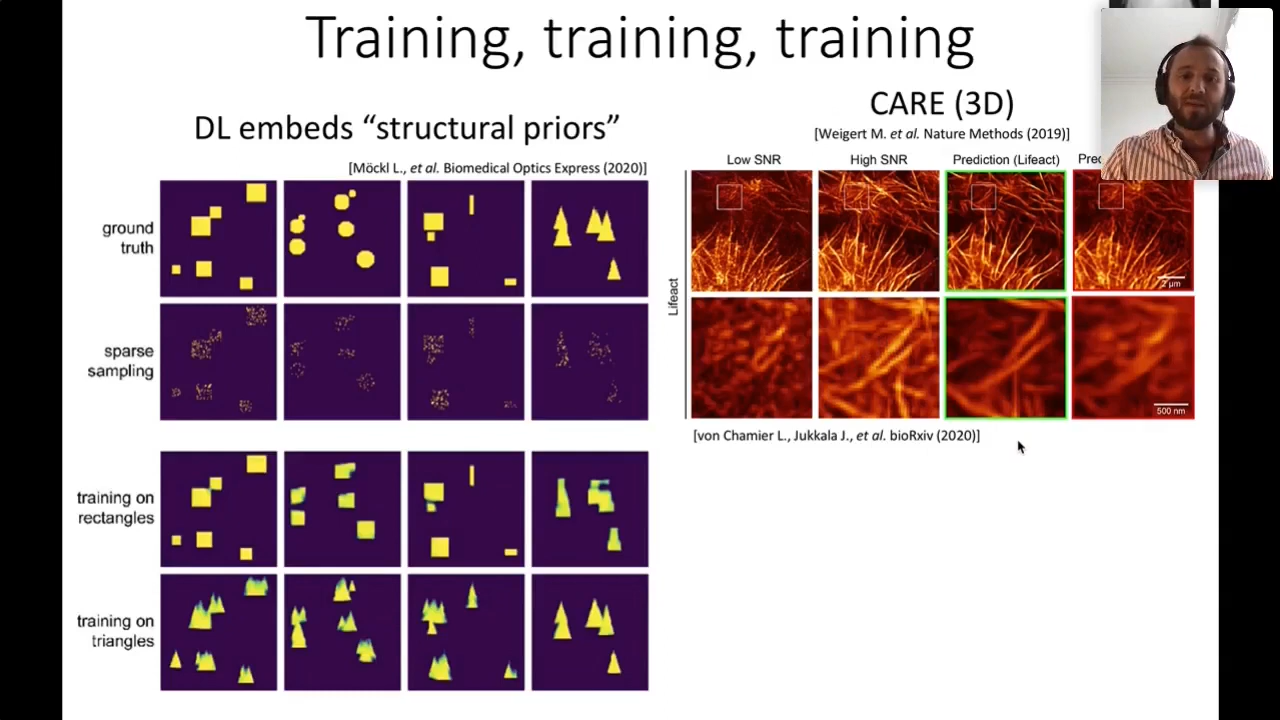 Training, training, training
DL embeds “structural priors”
[Möckl L., et al. Biomedical Optics Express (2020)]
ground
truth
sparse
sampling
training on
rectangles
training on
triangles
CARE (3D)
[Weigert M. et al. Nature Methods (2019)]
Low SNR
High SNR
Prediction (Lifeact)
Lifeact
2 µm
500 nm
[von Chamier L., Jukkala J., et al. bioRxiv (2020)]